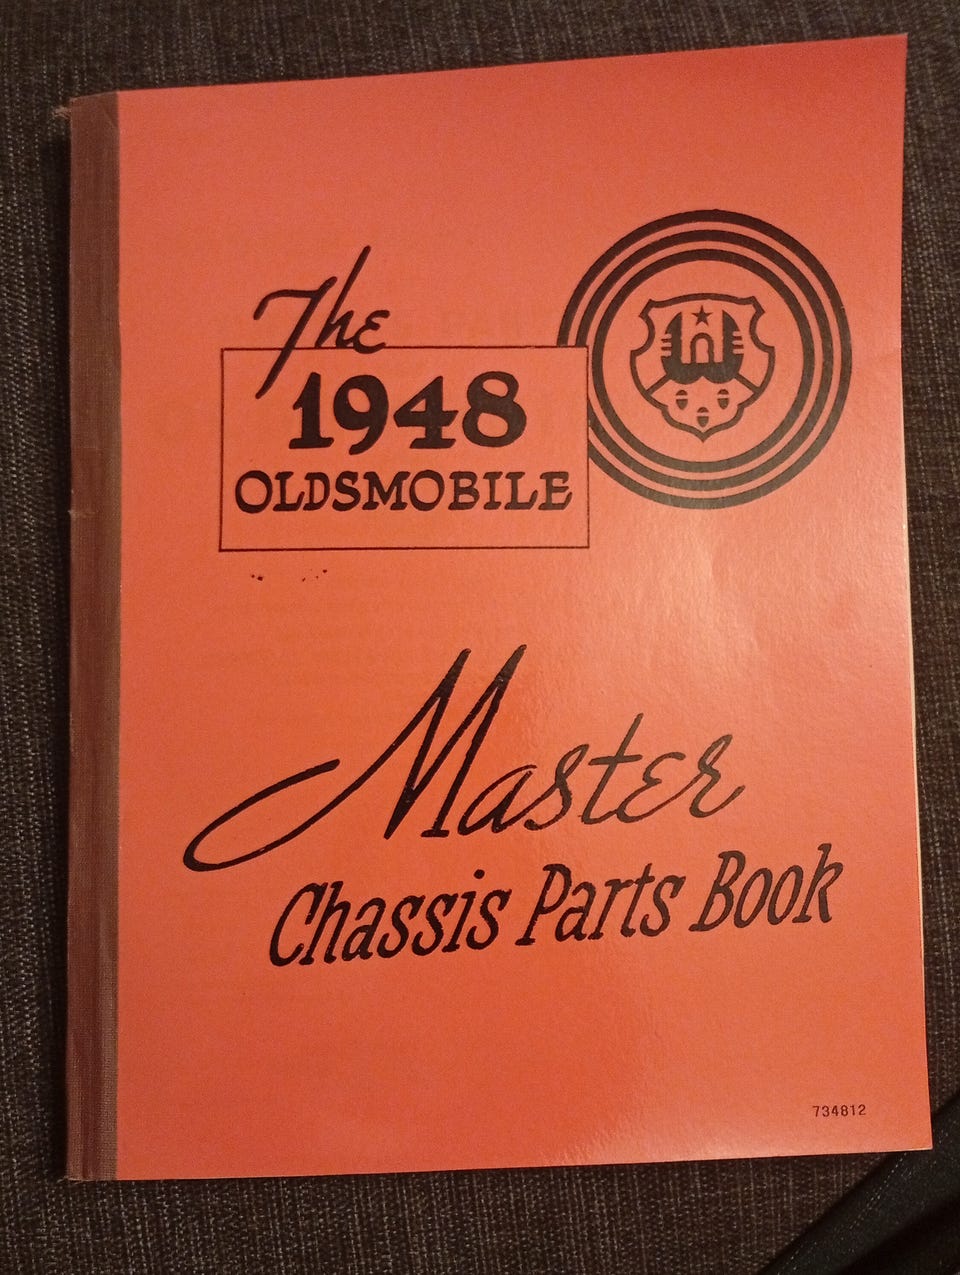 The
1948
OLDSMOBILE
Master
Chassis Parts Book
734812